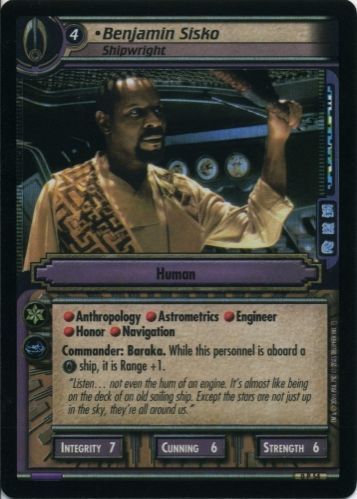 4
•Benjamin Sisko
Shipwright
Human
Anthropology Astrometrics Engineer
Honor Navigation
Commander: Baraka. While this personnel is aboard a
ship, it is Range +1.
"Listen... not even the hum of an engine. It's almost like being
on the deck of an old sailing ship. Except the stars are not just up
in the sky, they're all around us."
INTEGRITY 7 CUNNING 6 STRENGTH 6